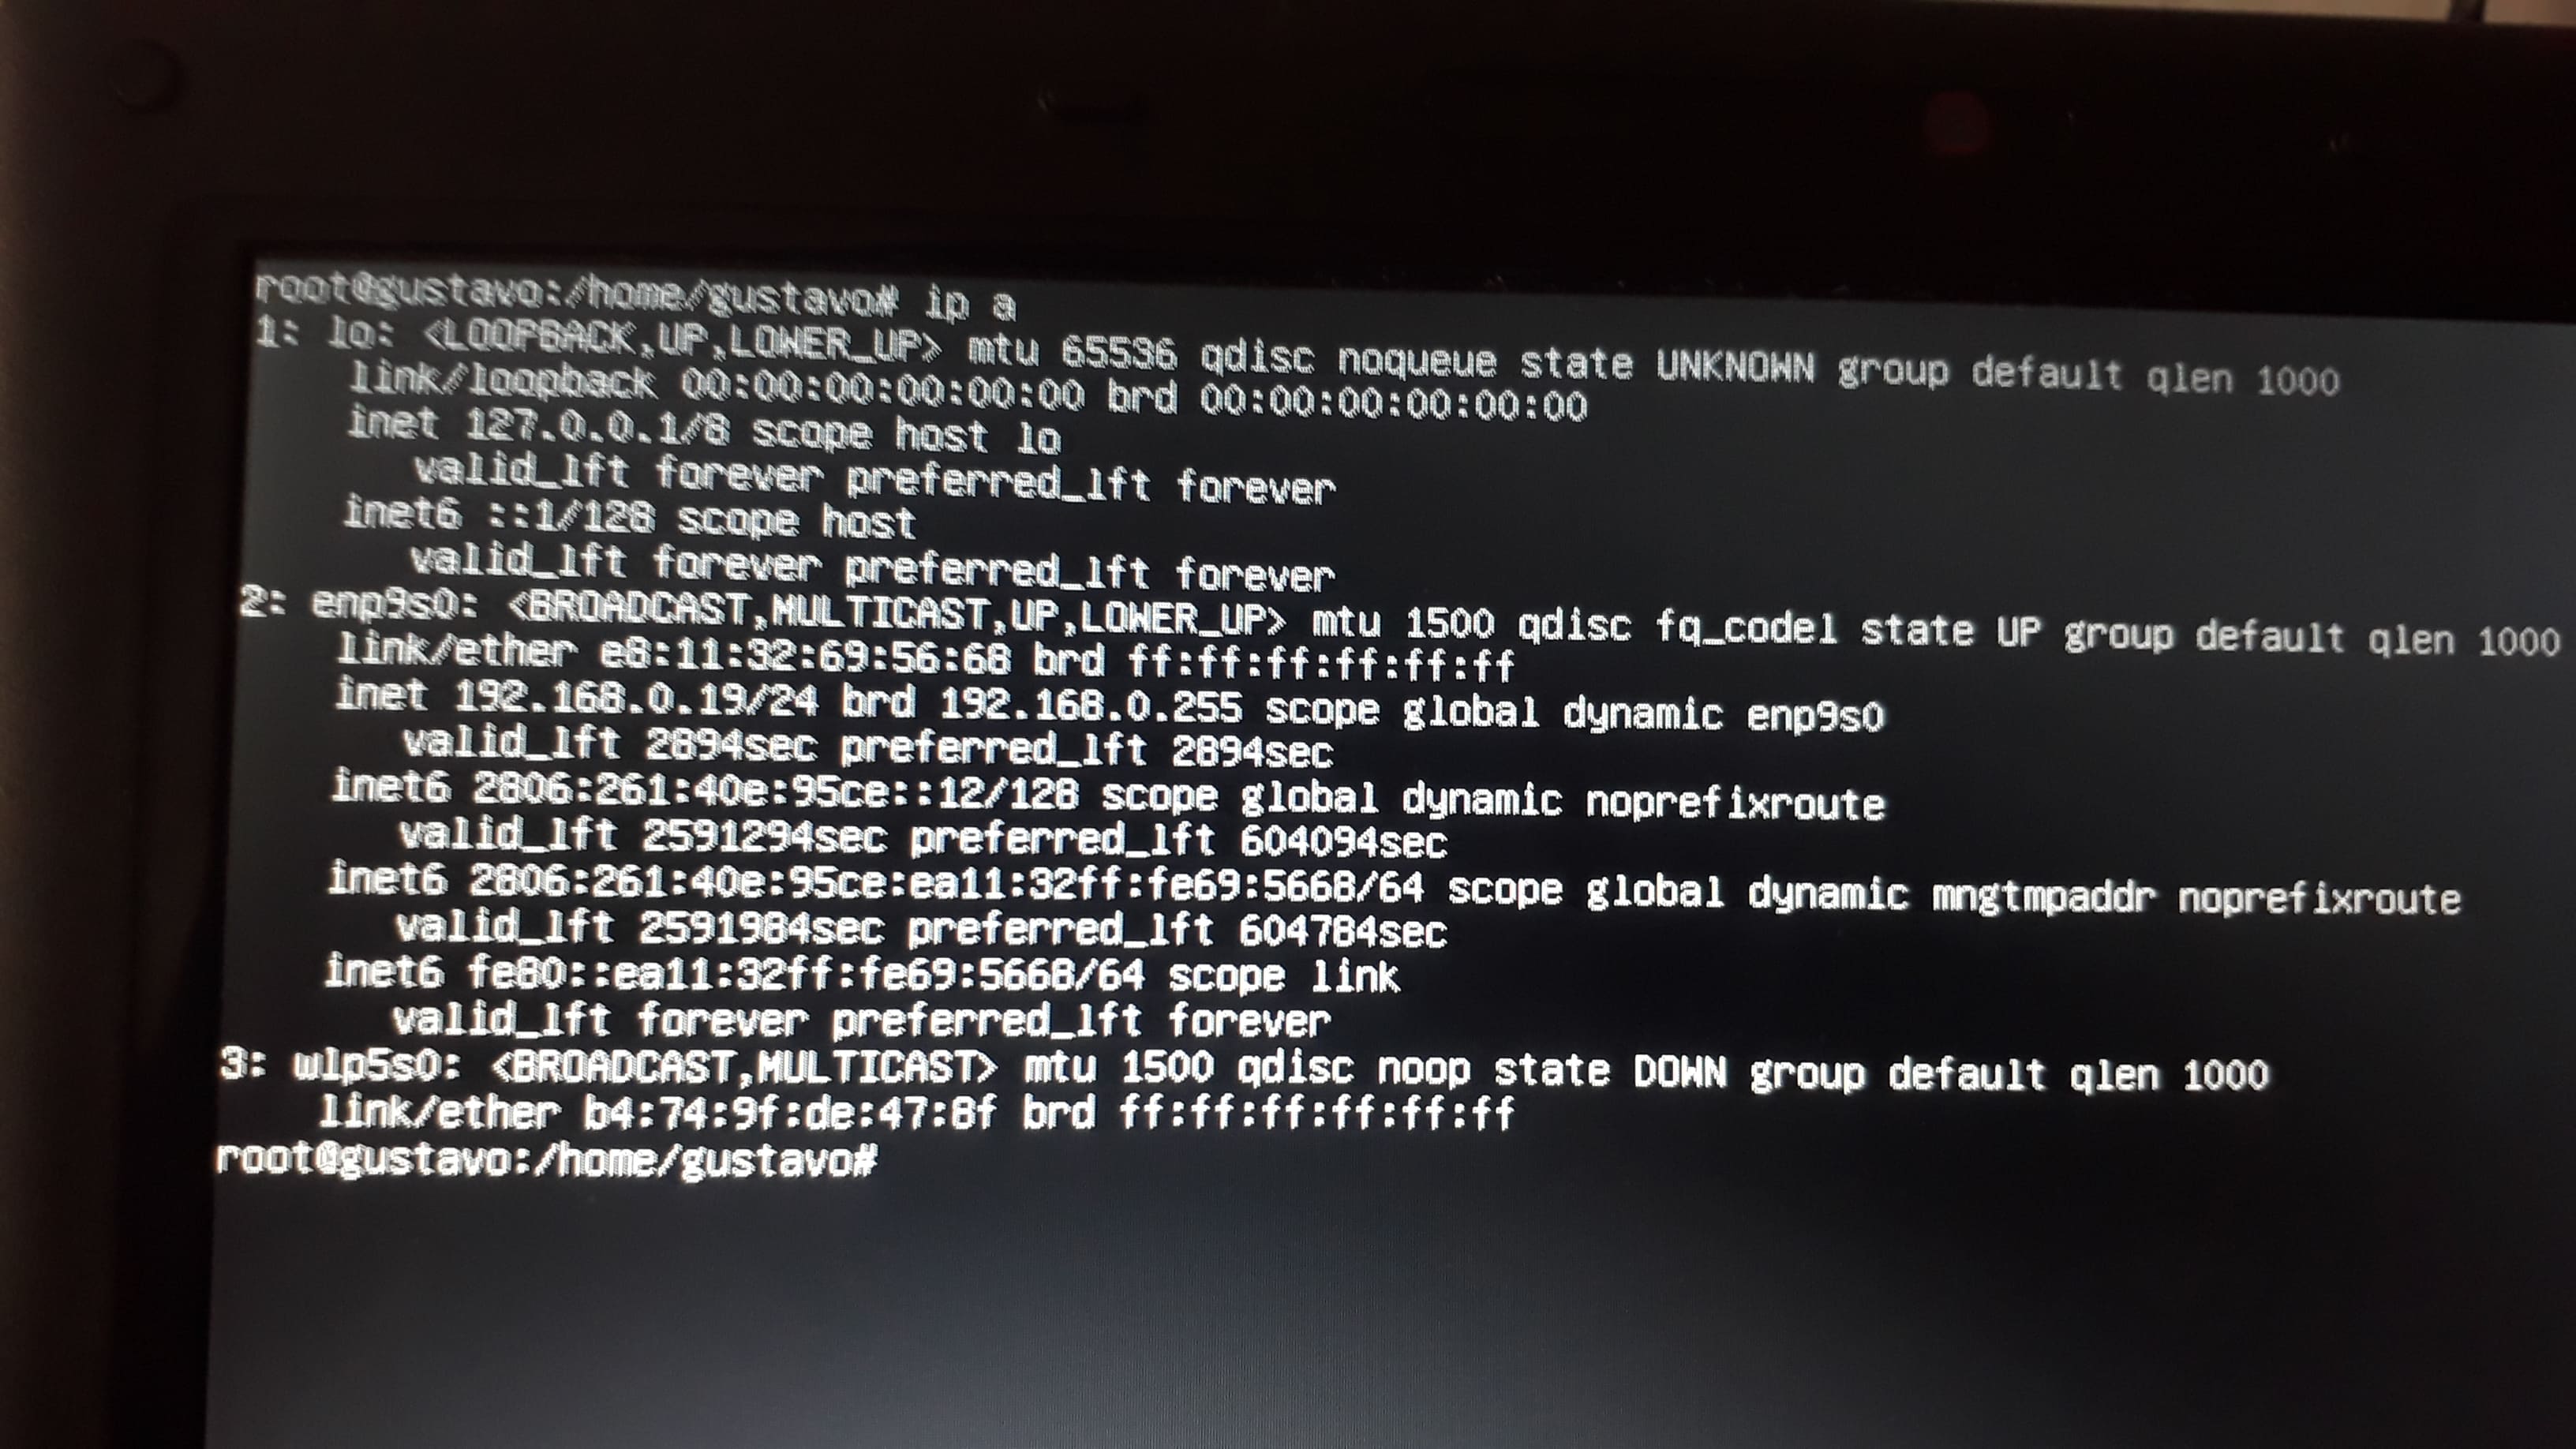 root@gustavo:/home/gustavo# ip a
1: lo: <LOOPBACK,UP,LOWER_UP> mtu 65536 qdisc noqueue state UNKNOWN group default qlen 1000
link/loopback 00:00:00:00:00:00 brd 00:00:00:00:00:00
inet 127.0.0.1/8 scope host lo
valid_lft forever preferred_lft forever
inet6 ::1/128 scope host
valid_lft forever preferred_lft forever
2: enp9s0: <BROADCAST,MULTICAST,UP,LOWER_UP> mtu 1500 qdisc fq_codel state UP group default qlen 1000
link/ether e8:11:32:69:56:68 brd ff:ff:ff:ff:ff:ff
inet 192.168.0.19/24 brd 192.168.0.255 scope global dynamic enp9s0
valid_lft 2894sec preferred_lft 2894sec
inet6 2806:261:40e:95ce::12/128 scope global dynamic noprefixroute
valid_lft 2591294sec preferred_lft 604094sec
inet6 2806:261:40e:95ce:ea11:32ff:fe69:5668/64 scope global dynamic mngtmpaddr noprefixroute
valid_lft 2591984sec preferred_lft 604784sec
inet6 fe80::ea11:32ff:fe69:5668/64 scope link
valid_lft forever preferred_lft forever
3: wlp5s0: <BROADCAST,MULTICAST> mtu 1500 qdisc noop state DOWN group default qlen 1000
link/ether b4:74:9f:de:47:8f brd ff:ff:ff:ff:ff:ff
root@gustavo:/home/gustavo#